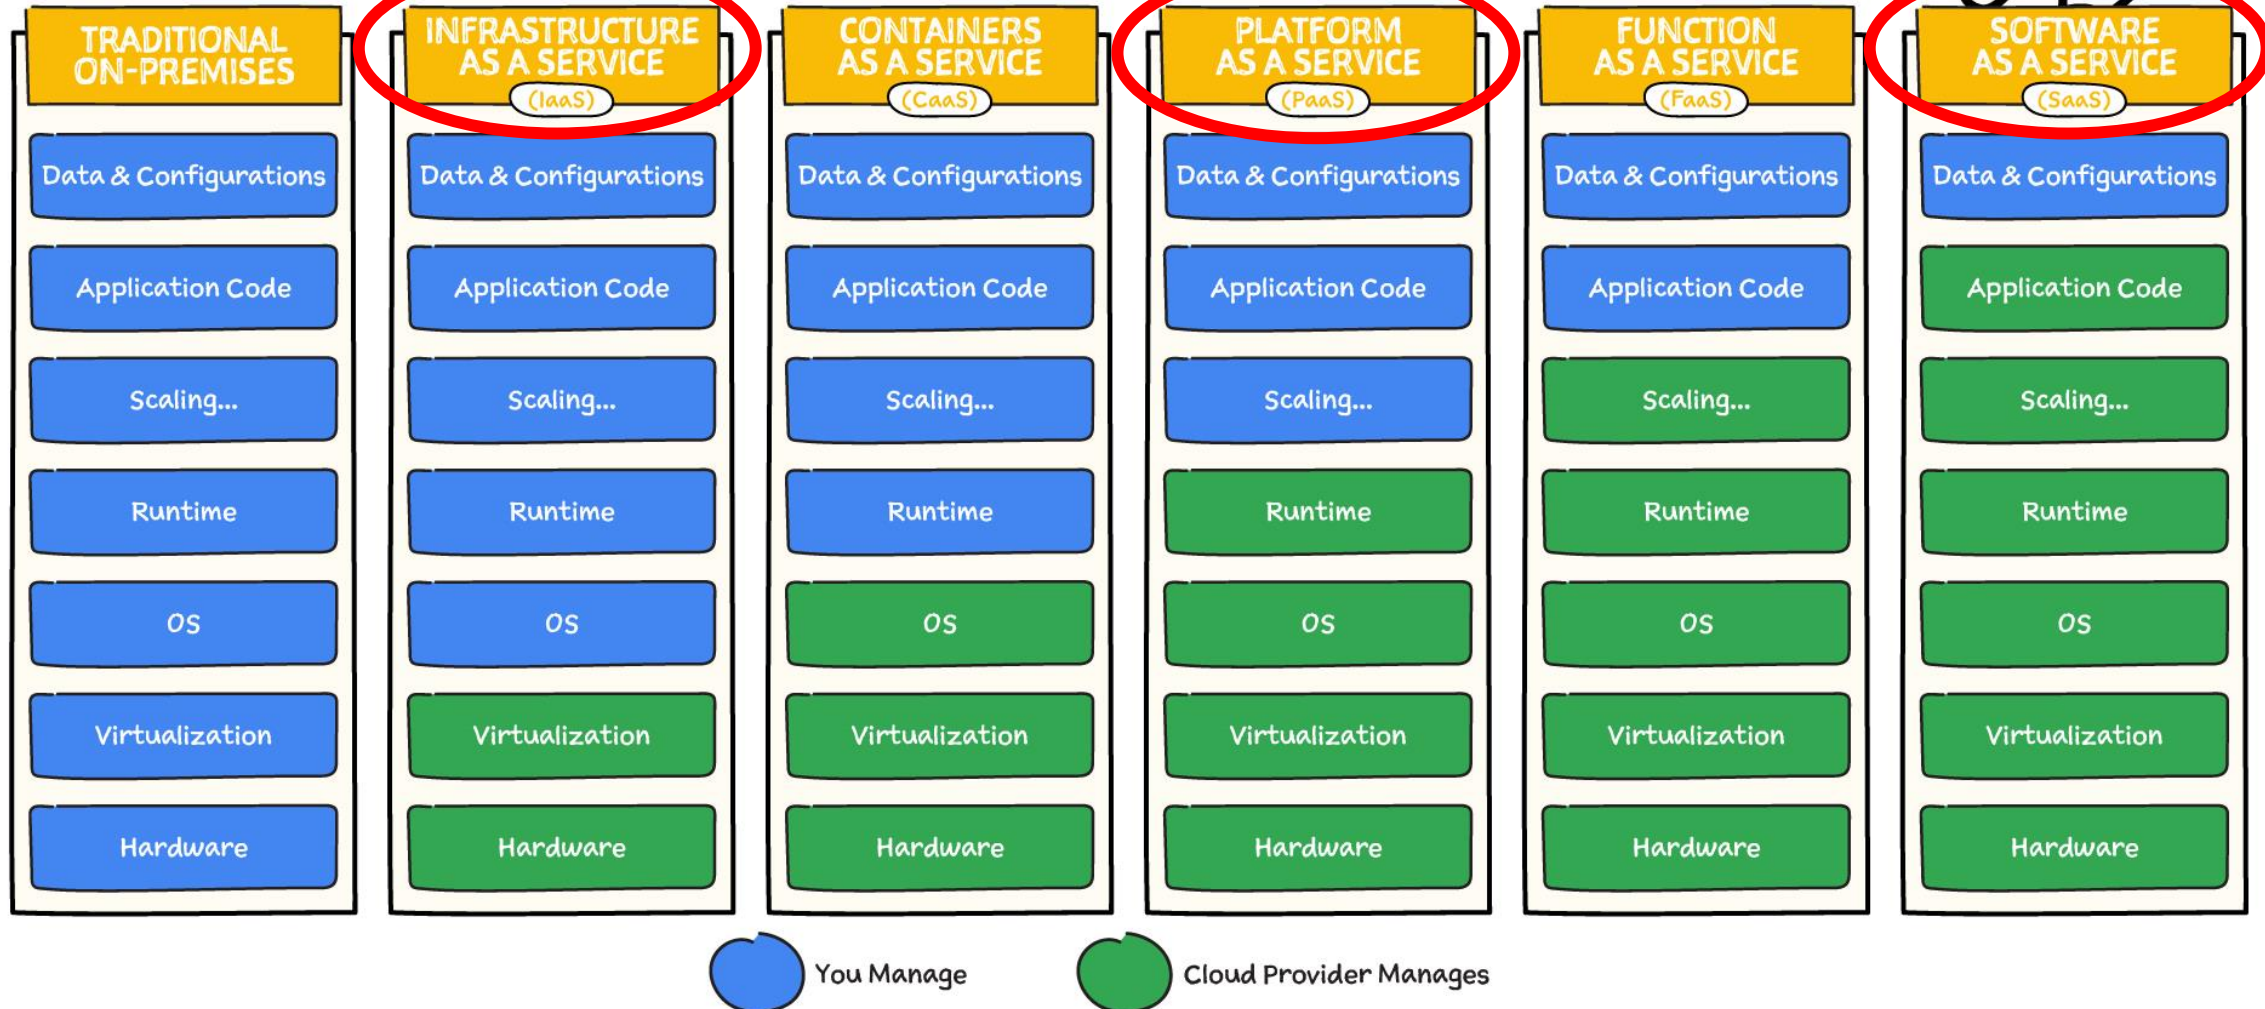 TRADITIONAL
ON-PREMISES
Data & Configurations
Application Code
Scaling...
Runtime
OS
Virtualization
Hardware
INFRASTRUCTURE
AS A SERVICE
(IaaS)
Data & Configurations
Application Code
Scaling...
Runtime
OS
Virtualization
Hardware
CONTAINERS
AS A SERVICE
(CaaS)
Data & Configurations
Application Code
Scaling...
Runtime
OS
Virtualization
Hardware
PLATFORM
AS A SERVICE
(PaaS)
Data & Configurations
Application Code
Scaling...
Runtime
OS
Virtualization
Hardware
FUNCTION
AS A SERVICE
(FaaS)
Data & Configurations
Application Code
Scaling...
Runtime
OS
Virtualization
Hardware
SOFTWARE
AS A SERVICE
(SaaS)
Data & Configurations
Application Code
Scaling...
Runtime
OS
Virtualization
Hardware
You Manage
Cloud Provider Manages